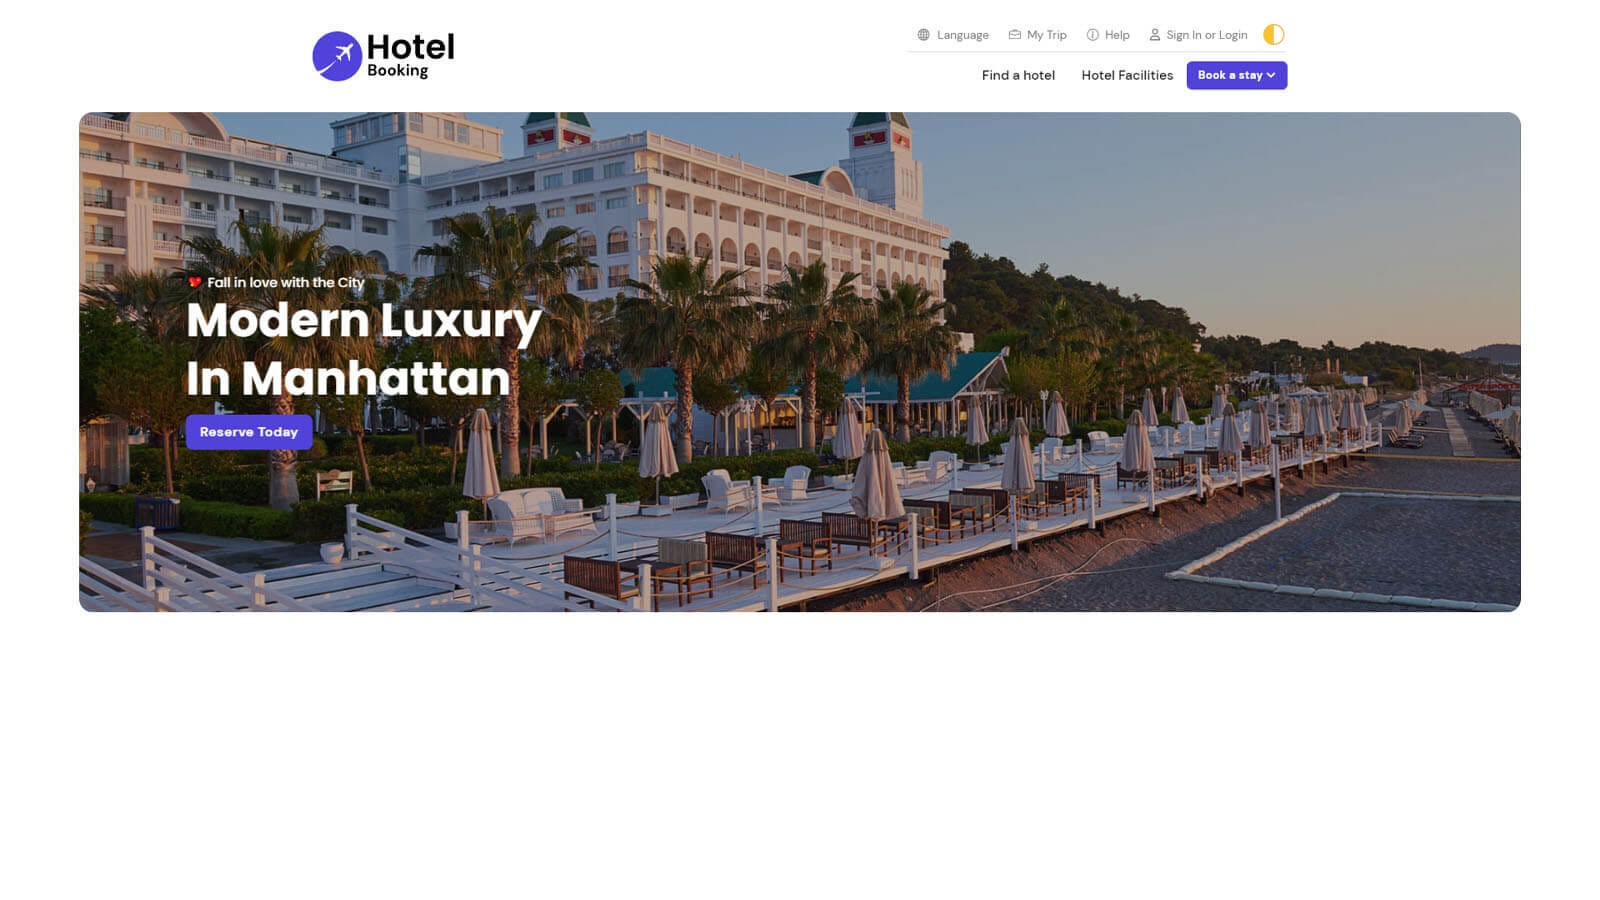 Hotel
Booking
Language
My Trip
Help
Sign In or Login
Find a hotel
Hotel Facilities
Book a stay
Fall in love with the City
Modern Luxury
In Manhattan
Reserve Today